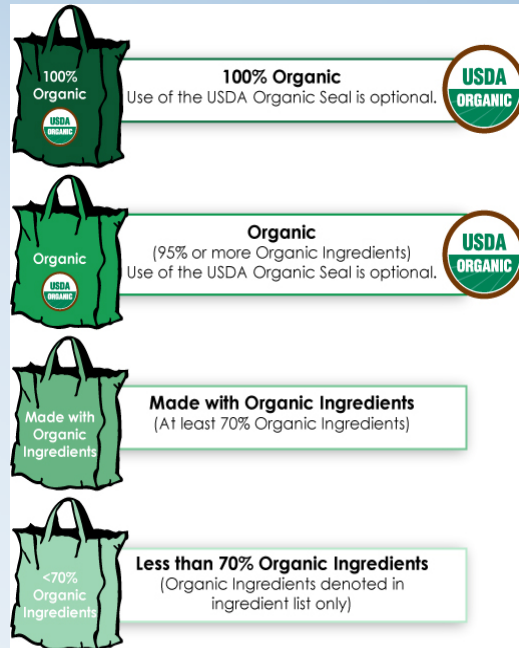 100%
Organic
USDA
ORGANIC
100% Organic
Use of the USDA Organic Seal is optional.
USDA
ORGANIC
Organic
USDA
ORGANIC
Organic
(95% or more Organic Ingredients)
Use of the USDA Organic Seal is optional.
USDA
ORGANIC
Made with
Organic
Ingredients
Made with Organic Ingredients
(At least 70% Organic Ingredients)
<70%
Organic
Ingredients
Less than 70% Organic Ingredients
(Organic Ingredients denoted in
ingredient list only)